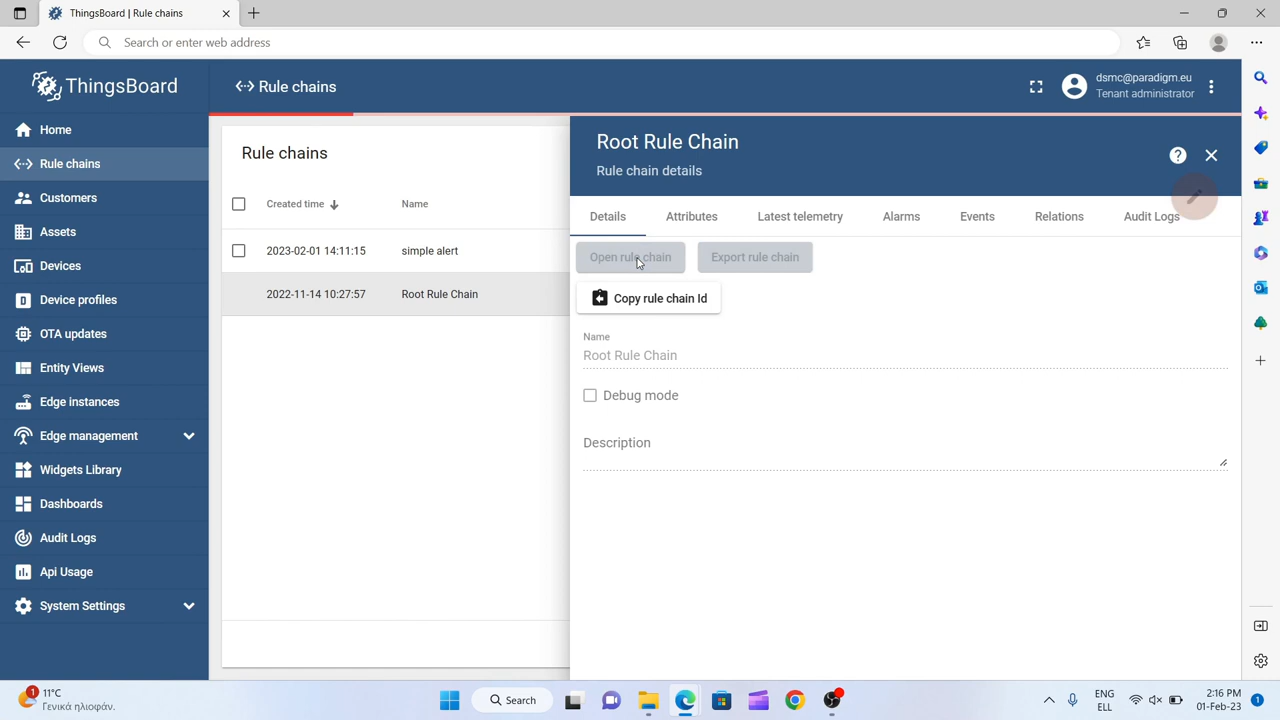 ThingsBoard | Rule chains
Search or enter web address
ThingsBoard
Rule chains
dsmc@paradigm.eu
Tenant administrator
Home
Rule chains
Customers
Assets
Devices
Device profiles
OTA updates
Entity Views
Edge instances
Edge management
Widgets Library
Dashboards
Audit Logs
Api Usage
System Settings
Rule chains
Created time
Name
2023-02-01 14:11:15
simple alert
2022-11-14 10:27:57
Root Rule Chain
Root Rule Chain
Rule chain details
Details
Attributes
Latest telemetry
Alarms
Events
Relations
Audit Logs
Open rule chain
Export rule chain
Copy rule chain Id
Name
Root Rule Chain
Debug mode
Description
1
11°C
Γενικά ηλιοφάν.
Search
ENG
ELL
2:16 PM
01-Feb-23
1